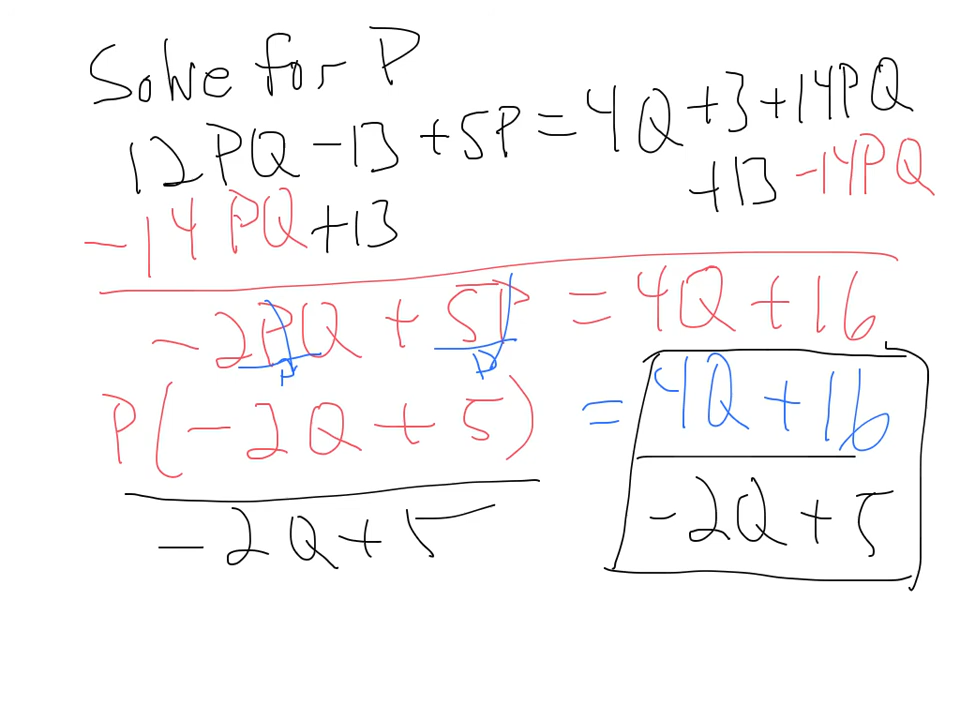 Solve for P
12PQ - 13 + 5P = 4Q + 3 + 14PQ
- 14PQ + 13 + 13 - 14PQ
- 2PQ + 5P = 4Q + 16
P P
P(- 2Q + 5) = 4Q + 16
- 2Q + 5 - 2Q + 5